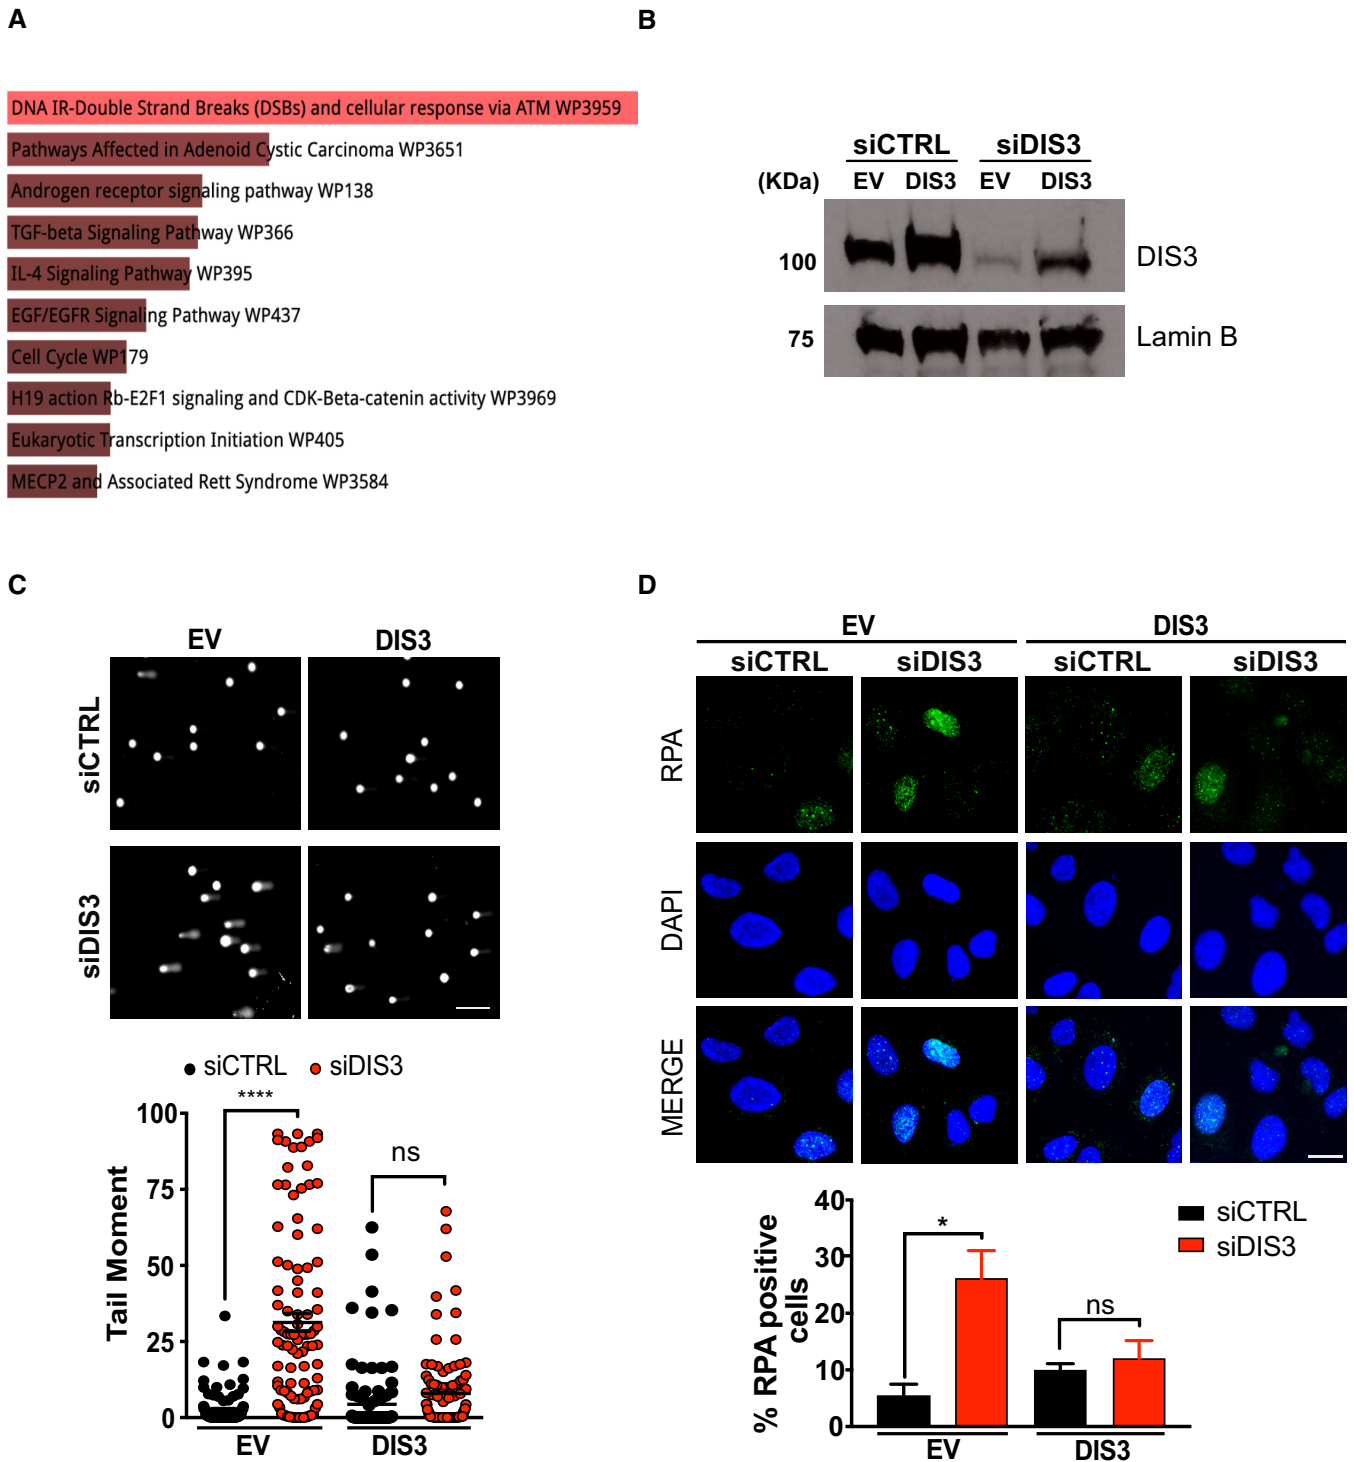 A
DNA IR-Double Strand Breaks (DSBs) and cellular response via ATM WP3959
Pathways Affected in Adenoid Cystic Carcinoma WP3651
Androgen receptor signaling pathway WP138
TGF-beta Signaling Pathway WP366
IL-4 Signaling Pathway WP395
EGF/EGFR Signaling Pathway WP437
Cell Cycle WP179
H19 action Rb-E2F1 signaling and CDK-Beta-catenin activity WP3969
Eukaryotic Transcription Initiation WP405
MECP2 and Associated Rett Syndrome WP3584
B
siCTRL siDIS3
(KDa) EV DIS3 EV DIS3
100 DIS3
75 Lamin B
C
EV DIS3
siCTRL
siDIS3
siCTRL siDIS3
****
ns
Tail Moment
100
75
50
25
0
EV DIS3
D
EV DIS3
siCTRL siDIS3 siCTRL siDIS3
RPA
DAPI
MERGE
% RPA positive
cells
40
30
20
10
0
*
ns
siCTRL
siDIS3
EV DIS3